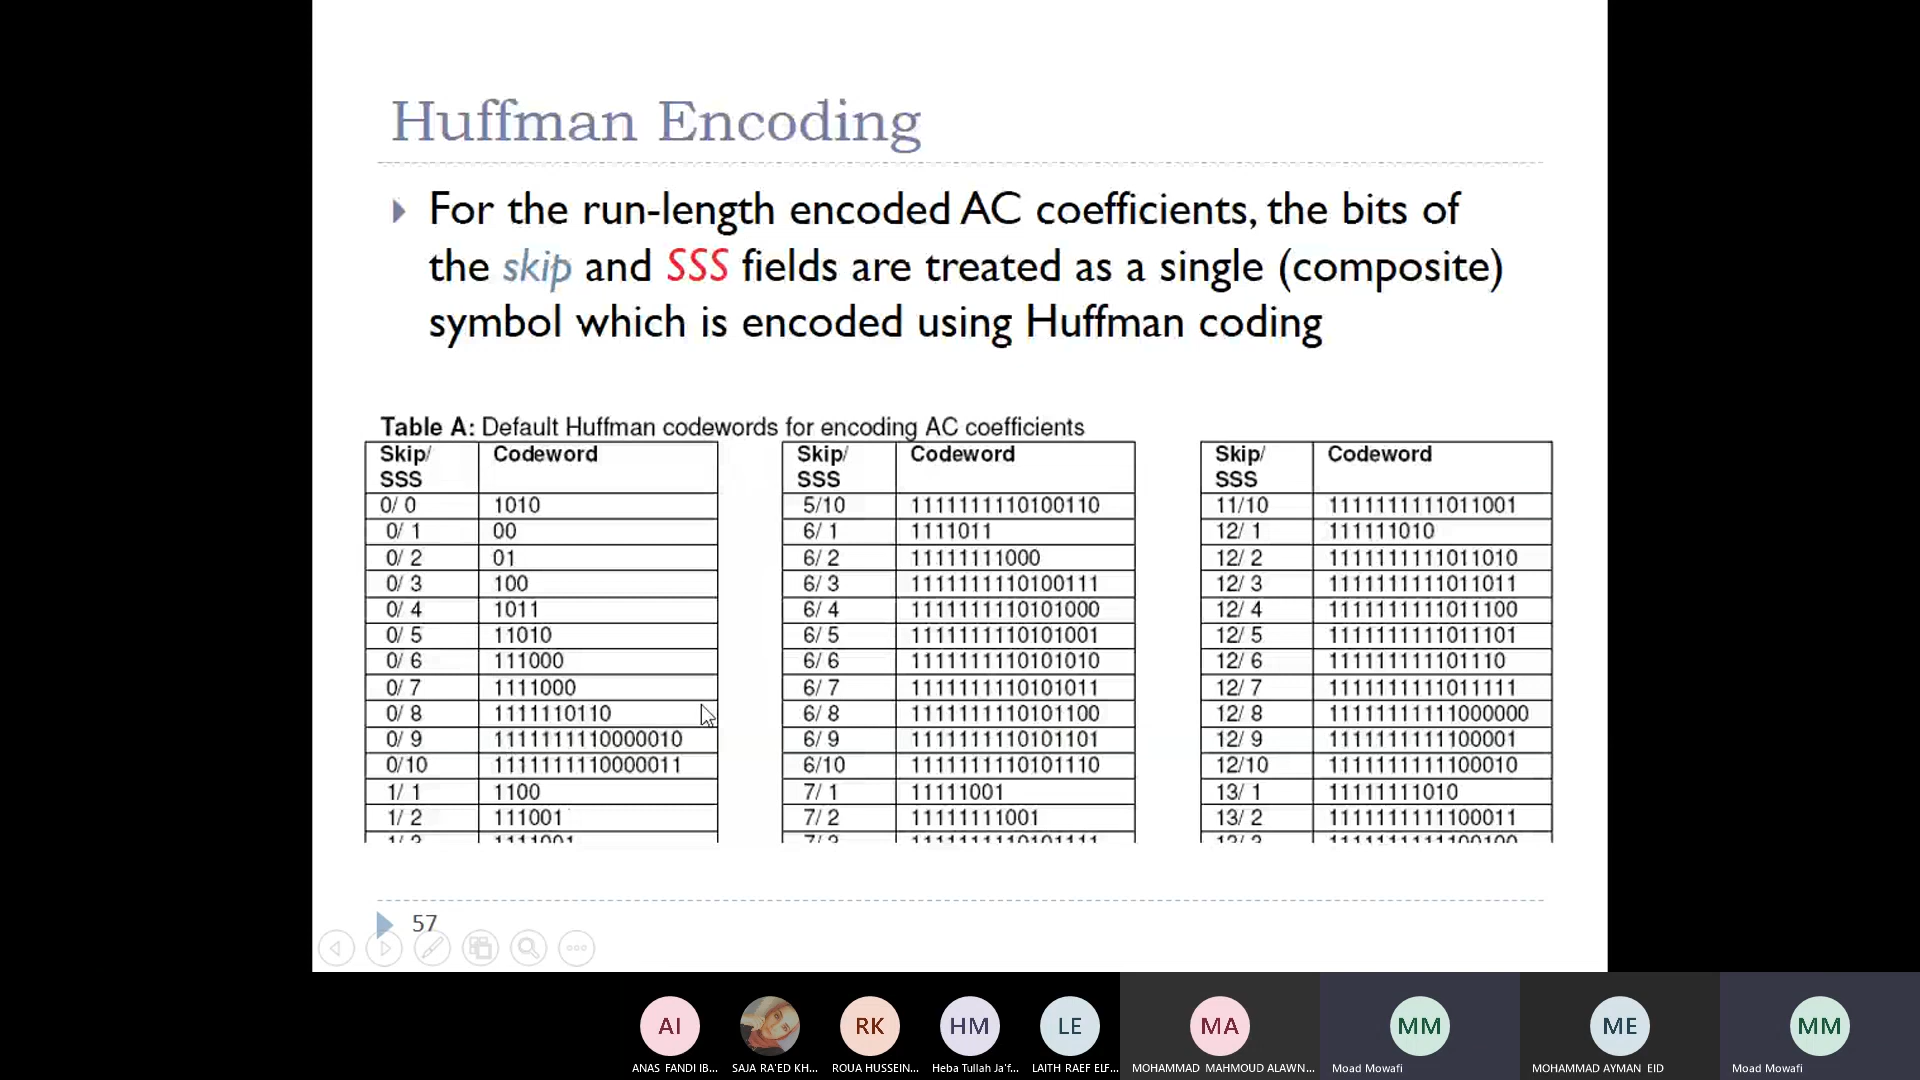 Huffman Encoding
For the run-length encoded AC coefficients, the bits of
the skip and SSS fields are treated as a single (composite)
symbol which is encoded using Huffman coding
Table A: Default Huffman codewords for encoding AC coefficients
Skip/ Codeword
SSS
0/ 0 1010
0/ 1 00
0/ 2 01
0/ 3 100
0/ 4 1011
0/ 5 11010
0/ 6 111000
0/ 7 1111000
0/ 8 1111110110
0/ 9 1111111110000010
0/10 1111111110000011
1/ 1 1100
1/ 2 111001
Skip/ Codeword
SSS
5/10 1111111110100110
6/ 1 1111011
6/ 2 11111111000
6/ 3 1111111110100111
6/ 4 1111111110101000
6/ 5 1111111110101001
6/ 6 1111111110101010
6/ 7 1111111110101011
6/ 8 1111111110101100
6/ 9 1111111110101101
6/10 1111111110101110
7/ 1 11111001
7/ 2 11111111001
Skip/ Codeword
SSS
11/10 1111111111011001
12/ 1 111111010
12/ 2 1111111111011010
12/ 3 1111111111011011
12/ 4 1111111111011100
12/ 5 1111111111011101
12/ 6 111111111101110
12/ 7 1111111111011111
12/ 8 11111111111000000
12/ 9 1111111111100001
12/10 1111111111100010
13/ 1 11111111010
13/ 2 1111111111100011
57
AI RK HM LE MA MM ME MM
ANAS FANDI IB... SAJA RA'ED KH... ROUA HUSSEIN... Heba Tullah Ja'f... LAITH RAEF ELF... MOHAMMAD MAHMOUD ALAWN... Moad Mowafi MOHAMMAD AYMAN EID Moad Mowafi